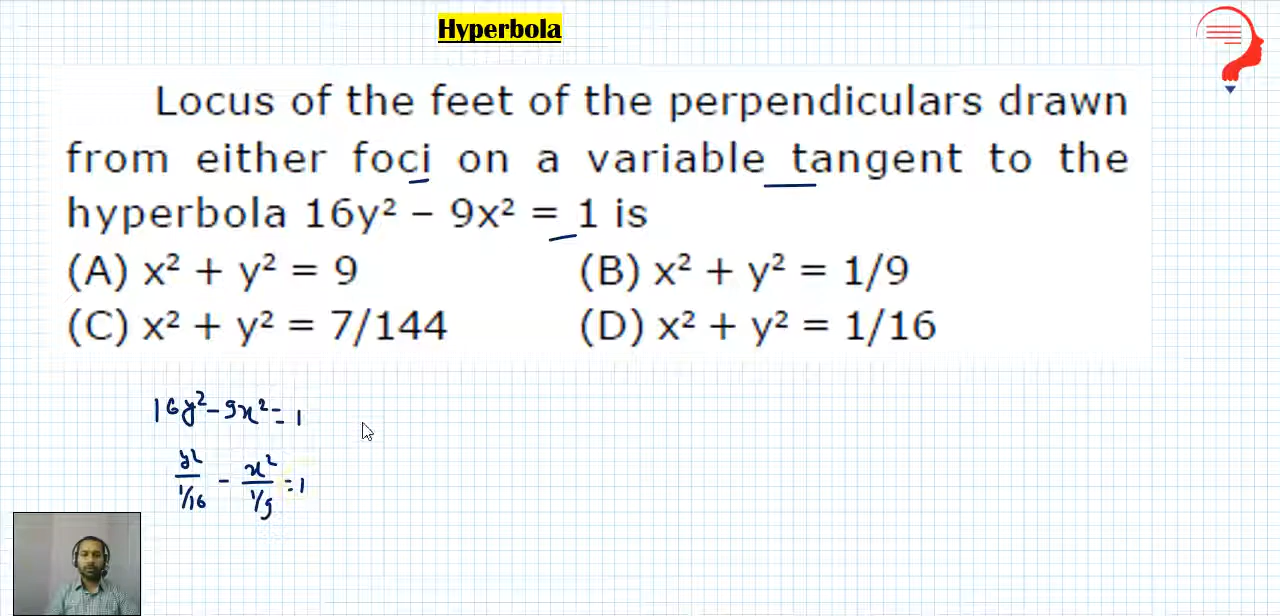 Hyperbola
Locus of the feet of the perpendiculars drawn
from either foci on a variable tangent to the
hyperbola 16y² – 9x² = 1 is
(A) x² + y² = 9
(B) x² + y² = 1/9
(C) x² + y² = 7/144
(D) x² + y² = 1/16
16y² - 9x² = 1
y²/1/16 - x²/1/9 = 1